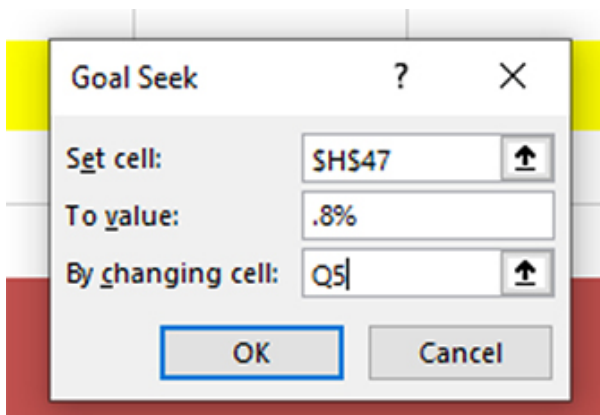 Goal Seek ?
Set cell: $H$47
To value: .8%
By changing cell: Q5
OK Cancel